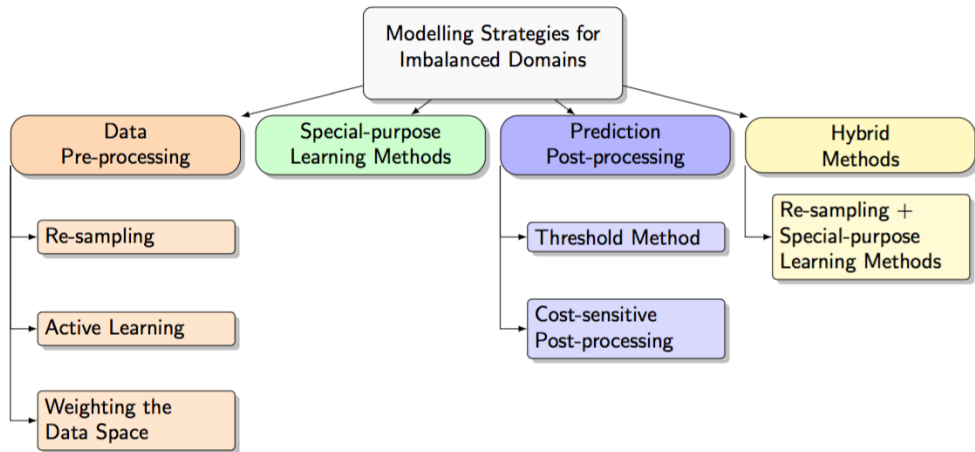 Modelling Strategies for
Imbalanced Domains
Data
Pre-processing
Special-purpose
Learning Methods
Prediction
Post-processing
Hybrid
Methods
Re-sampling
Active Learning
Weighting the
Data Space
Threshold Method
Cost-sensitive
Post-processing
Re-sampling +
Special-purpose
Learning Methods